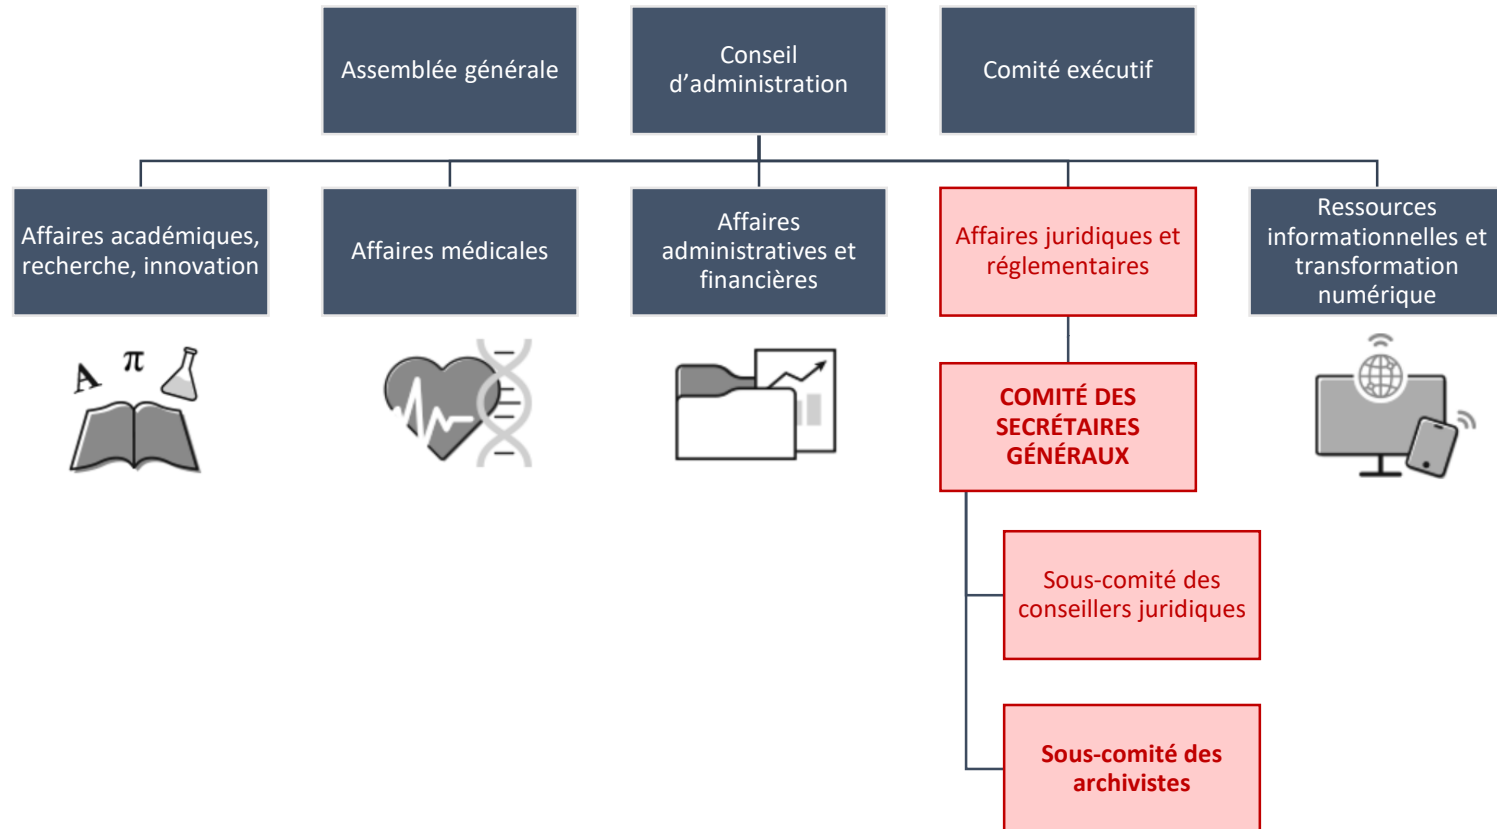 Assemblée générale
Conseil
d’administration
Comité exécutif
Affaires académiques,
recherche, innovation
Affaires médicales
Affaires
administratives et
financières
Affaires juridiques et
réglementaires
Ressources
informationnelles et
transformation
numérique
A π
COMITÉ DES
SECRÉTAIRES
GÉNÉRAUX
Sous-comité des
conseillers juridiques
Sous-comité des
archivistes